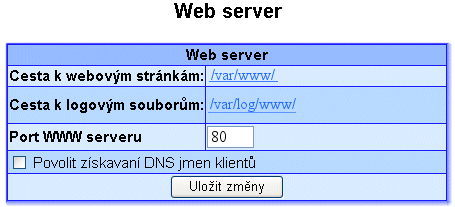 Web server
Web server
Cesta k webovým stránkám: /var/www/
Cesta k logovým souborům: /var/log/www/
Port WWW serveru 80
Povolit získavaní DNS jmen klientů
Uložit změny